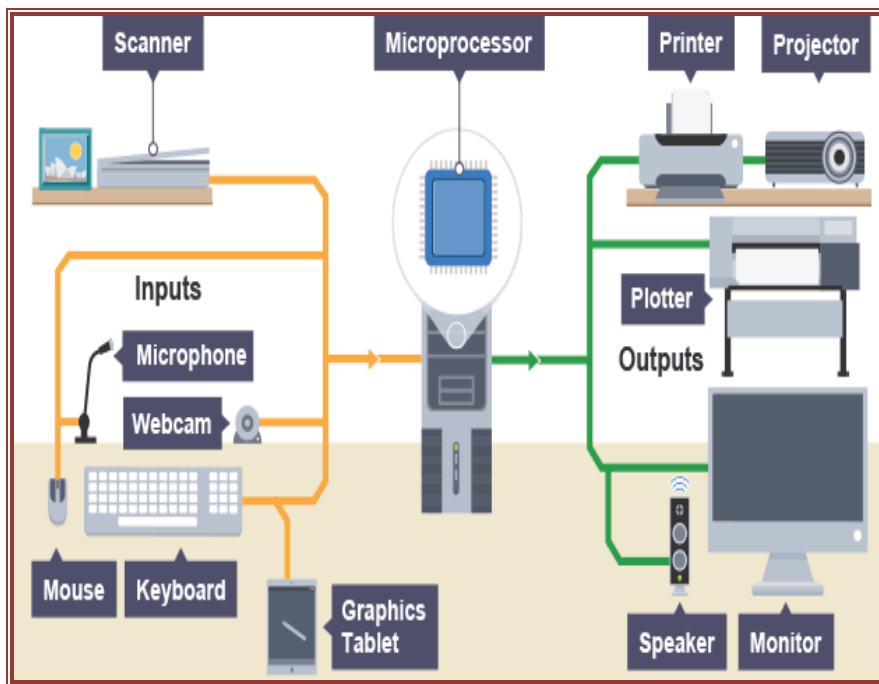 Scanner
Microprocessor
Printer
Projector
Inputs
Plotter
Microphone
Outputs
Webcam
Mouse
Keyboard
Graphics
Tablet
Speaker
Monitor